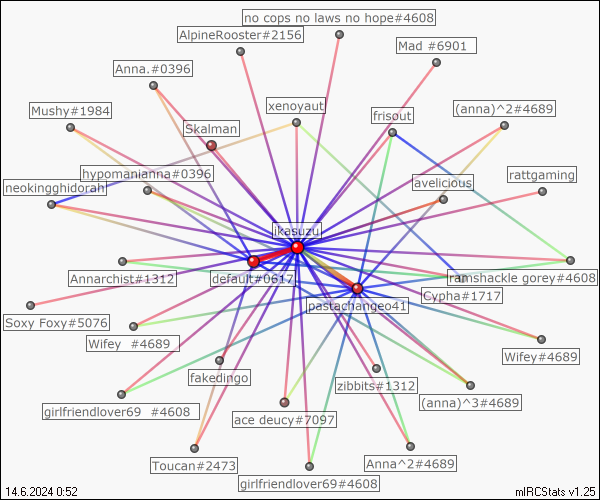 no cops no laws no hope#4608
AlpineRooster#2156
Mad #6901
Anna.#0396
xenoyaut
Mushy#1984
frisout
(anna)^2#4689
Skalman
hypomanianna#0396
rattgaming
neokingghidorah
avelicious
ikasuzu
Annarchist#1312
default#0617
ramshackle gorey#4608
Cypha#1717
pastachangeo41
Soxy Foxy#5076
Wifey #4689
Wifey#4689
fakedingo
zibbits#1312
(anna)^3#4689
girlfriendlover69 #4608
ace deucy#7097
Toucan#2473
Anna^2#4689
girlfriendlover69#4608
14.6.2024 0:52
mIRCStats v1.25